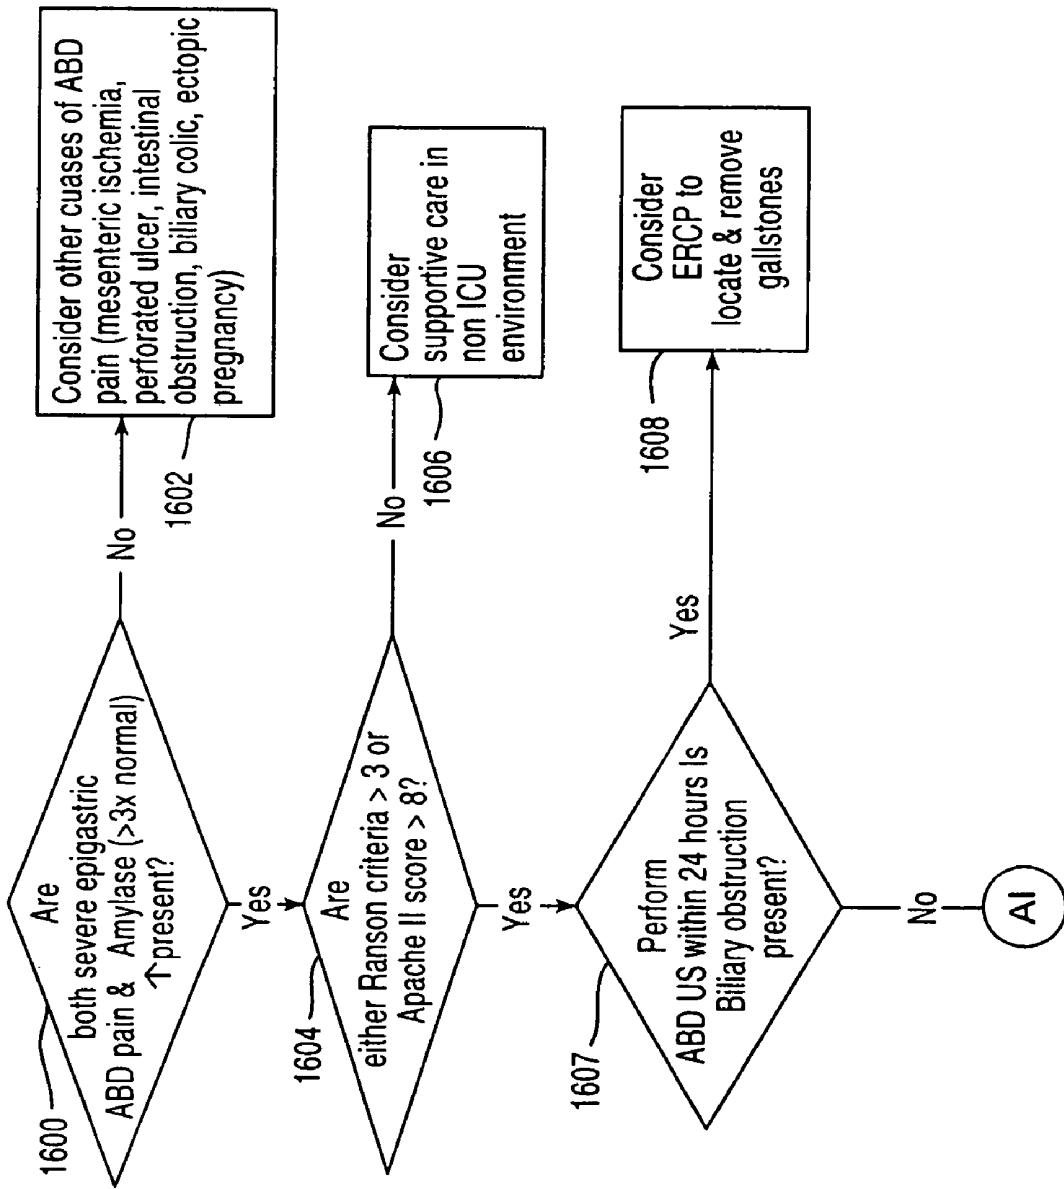 Are
both severe epigastric
ABD pain & Amylase (>3x normal)
↑present?
1600
No
Consider other cuases of ABD
pain (mesenteric ischemia,
perforated ulcer, intestinal
obstruction, biliary colic, ectopic
pregnancy)
1602
Yes
Are
either Ranson criteria > 3 or
Apache II score > 8?
1604
No
Consider
supportive care in
non ICU
environment
1606
Yes
Perform
ABD US within 24 hours Is
Biliary obstruction
present?
1607
Yes
Consider
ERCP to
locate & remove
gallstones
1608
No
AI